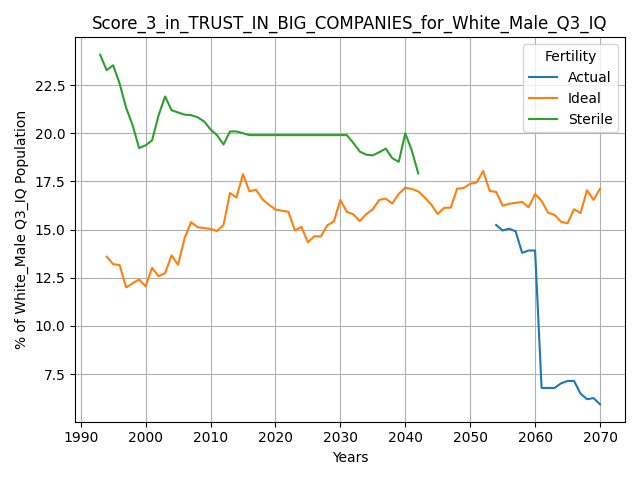 Score_3_in_TRUST_IN_BIG_COMPANIES_for_White_Male_Q3_IQ
Fertility
Actual
Ideal
Sterile
% of White_Male Q3_IQ Population
22.5
20.0
17.5
15.0
12.5
10.0
7.5
1990 2000 2010 2020 2030 2040 2050 2060 2070
Years